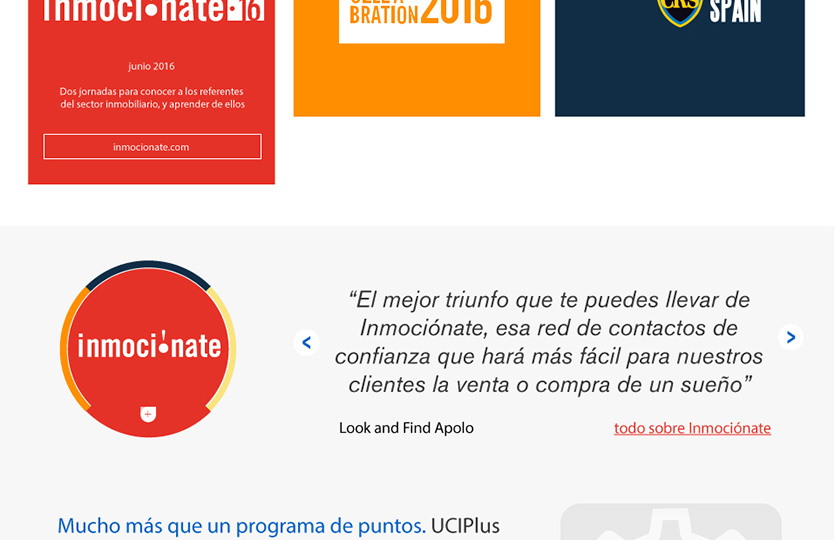 inmoci•nate
16
junio 2016
Dos jornadas para conocer a los referentes
del sector inmobiliario, y aprender de ellos
inmocionate.com
BRATION 2016
CRS
SPAIN
inmoci!nate
“El mejor triunfo que te puedes llevar de
Inmociónate, esa red de contactos de
confianza que hará más fácil para nuestros
clientes la venta o compra de un sueño”
Look and Find Apolo
todo sobre Inmociónate
Mucho más que un programa de puntos. UCIPlus